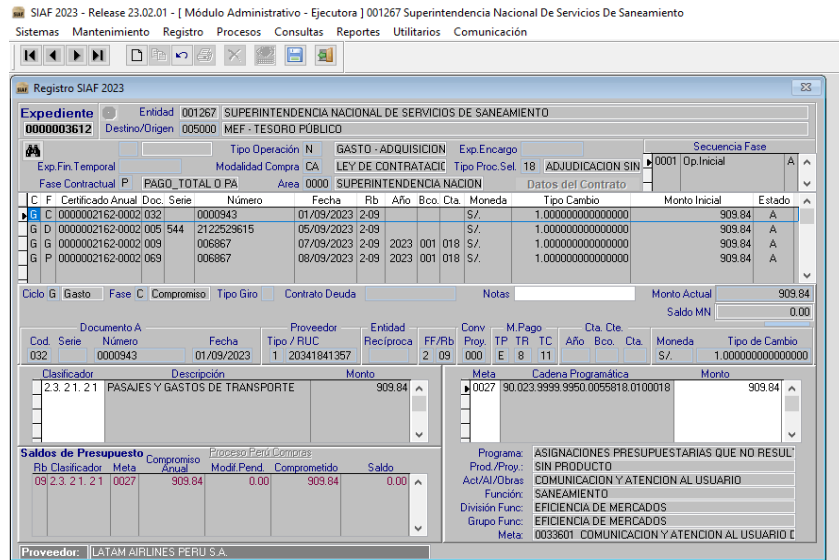 SIAF 2023 - Release 23.02.01 - [ Módulo Administrativo - Ejecutora ] 001267 Superintendencia Nacional De Servicios De Saneamiento
Sistemas Mantenimiento Registro Procesos Consultas Reportes Utilitarios Comunicación
Registro SIAF 2023
Expediente Entidad 001267 SUPERINTENDENCIA NACIONAL DE SERVICIOS DE SANEAMIENTO
0000003612 Destino/Origen 005000 MEF - TESORO PÚBLICO
Tipo Operación N GASTO - ADQUISICION Exp.Encargo Secuencia Fase
Exp.Fin.Temporal Modalidad Compra CA LEY DE CONTRATACIC Tipo Proc.Sel. 18 ADJUDICACION SIN 0001 Op.Inicial A
Fase Contractual P PAGO_TOTAL O PA Area 0000 SUPERINTENDENCIA NACION Datos del Contrato
C F Certificado Anual Doc. Serie Número Fecha Rb Año Bco. Cta. Moneda Tipo Cambio Monto Inicial Estado
G C 0000002162-0002 032 0000943 01/09/2023 2-09 S/. 1.000000000000000 909.84 A
G D 0000002162-0002 005 544 2122529615 05/09/2023 2-09 S/. 1.000000000000000 909.84 A
G G 0000002162-0002 009 006867 07/09/2023 2-09 2023 001 018 S/. 1.000000000000000 909.84 A
G P 0000002162-0002 069 006867 08/09/2023 2-09 2023 001 018 S/. 1.000000000000000 909.84 A
Ciclo G Gasto Fase C Compromiso Tipo Giro Contrato Deuda Notas Monto Actual 909.84
Saldo MN 0.00
Documento A Proveedor Entidad Conv M.Pago Cta. Cte.
Cod. Serie Número Fecha Tipo / RUC Recíproca FF/Rb Proy. TP TR TC Año Bco. Cta. Moneda Tipo de Cambio
032 0000943 01/09/2023 1 20341841357 2 09 000 E 8 11 S/. 1.000000000000000
Clasificador Descripción Monto Meta Cadena Programática Monto
2.3. 2 1. 2 1 PASAJES Y GASTOS DE TRANSPORTE 909.84 0027 90.023.9999.9950.0055818.0100018 909.84
Saldos de Presupuesto Compromiso Anual Proceso Perú Compras
Rb Clasificador Meta Modif.Pend. Comprometido Saldo
09 2.3. 2 1. 2 1 0027 909.84 0.00 909.84 0.00
Programa: ASIGNACIONES PRESUPUESTARIAS QUE NO RESUL
Prod./Proy.: SIN PRODUCTO
Act/AI/Obras COMUNICACION Y ATENCION AL USUARIO
Función: SANEAMIENTO
División Func: EFICIENCIA DE MERCADOS
Grupo Func: EFICIENCIA DE MERCADOS
Meta: 0033601 COMUNICACION Y ATENCION AL USUARIO D
Proveedor: LATAM AIRLINES PERU S.A.